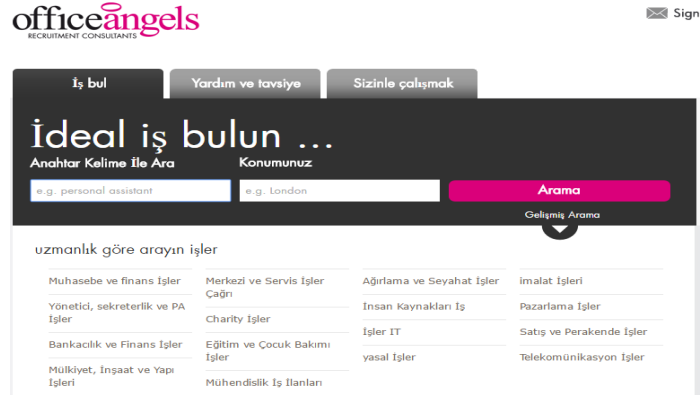 officeangels
RECRUITMENT CONSULTANTS
Sign
İş bul
Yardım ve tavsiye
Sizinle çalışmak
İdeal iş bulun ...
Anahtar Kelime İle Ara
Konumunuz
e.g. personal assistant
e.g. London
Arama
Gelişmiş Arama
uzmanlık göre arayın işler
Muhasebe ve finans İşler
Yönetici, sekreterlik ve PA
İşler
Bankacılık ve Finans İşler
Mülkiyet, İnşaat ve Yapı
İşleri
Merkezi ve Servis İşler
Çağrı
Charity İşler
Eğitim ve Çocuk Bakımı
İşler
Mühendislik İş İlanları
Ağırlama ve Seyahat İşler
İnsan Kaynakları Iş
İşler IT
yasal İşler
imalat İşleri
Pazarlama İşler
Satış ve Perakende İşler
Telekomünikasyon İşler